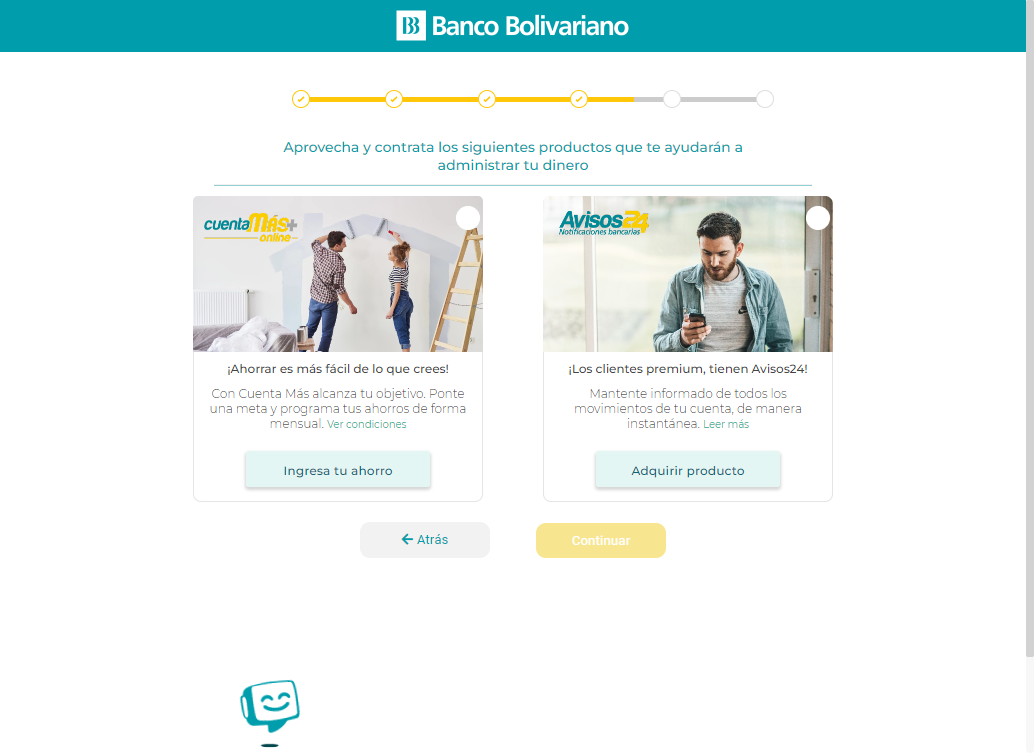 BB Banco Bolivariano
Aprovecha y contrata los siguientes productos que te ayudarán a
administrar tu dinero
cuentaMás+
online
¡Ahorrar es más fácil de lo que crees!
Con Cuenta Más alcanza tu objetivo. Ponte
una meta y programa tus ahorros de forma
mensual. Ver condiciones
Ingresa tu ahorro
Avisos24
Notificaciones bancarias
¡Los clientes premium, tienen Avisos24!
Mantente informado de todos los
movimientos de tu cuenta, de manera
instantánea. Leer más
Adquirir producto
Atrás
Continuar